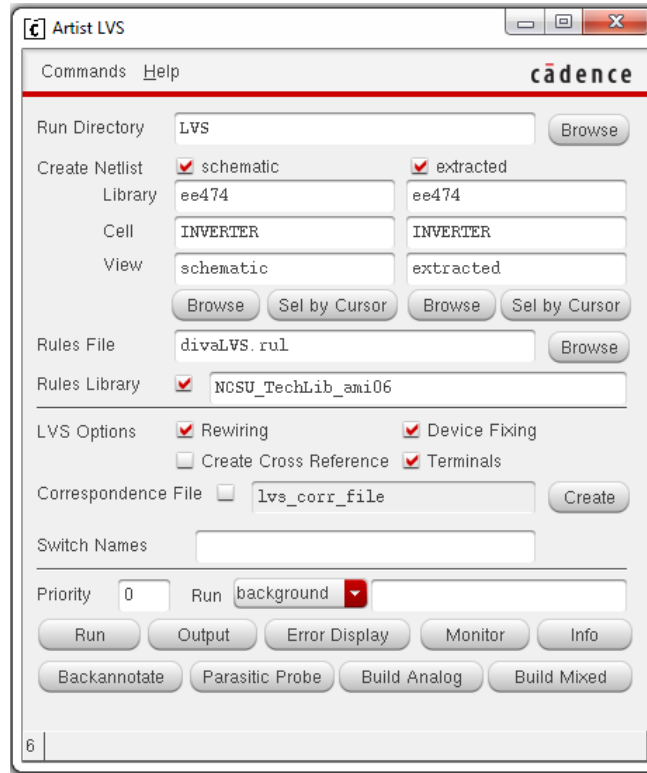 Artist LVS
Commands Help
cādence
Run Directory LVS Browse
Create Netlist schematic extracted
Library ee474 ee474
Cell INVERTER INVERTER
View schematic extracted
Browse Sel by Cursor Browse Sel by Cursor
Rules File divaLVS.rul Browse
Rules Library NCSU_TechLib_ami06
LVS Options Rewiring Device Fixing
Create Cross Reference Terminals
Correspondence File lvs_corr_file Create
Switch Names
Priority 0 Run background
Run Output Error Display Monitor Info
Backannotate Parasitic Probe Build Analog Build Mixed
6